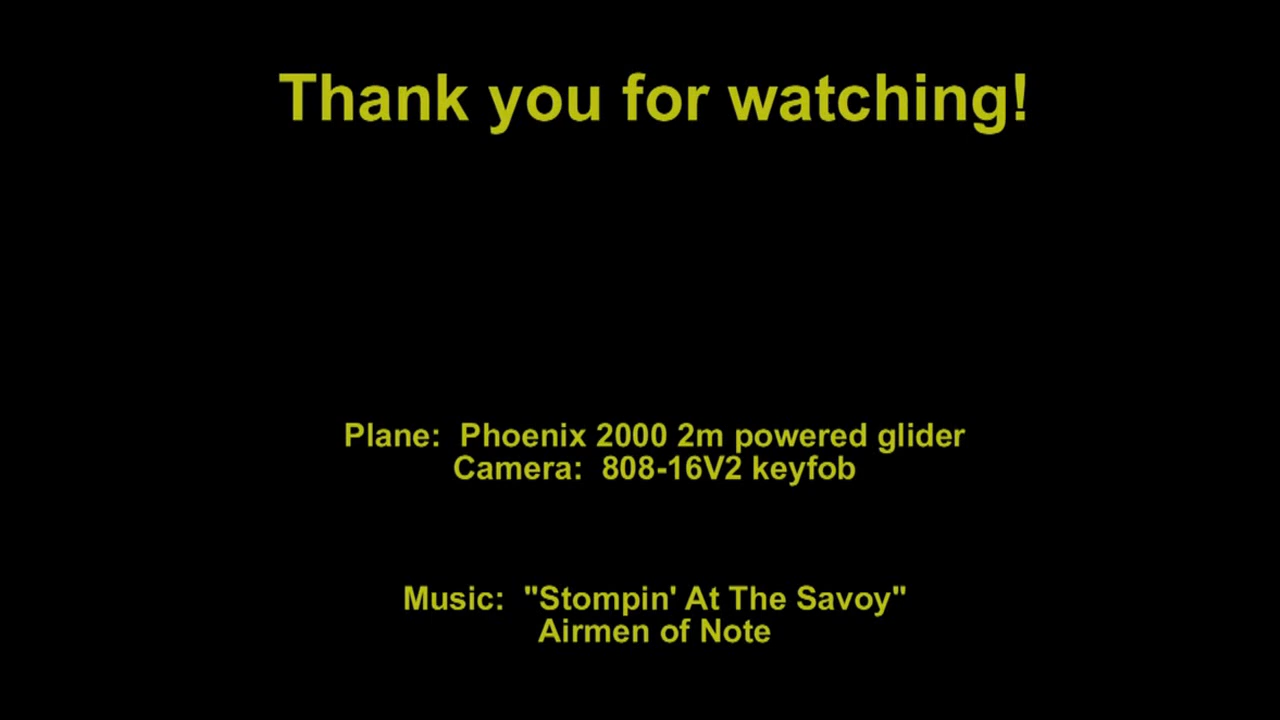 Thank you for watching!
Plane:  Phoenix 2000 2m powered glider
Camera:  808-16V2 keyfob
Music:  "Stompin' At The Savoy"
Airmen of Note